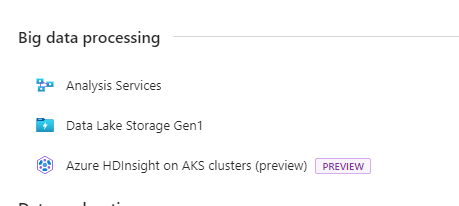 Big data processing
Analysis Services
Data Lake Storage Gen1
Azure HDInsight on AKS clusters (preview) PREVIEW